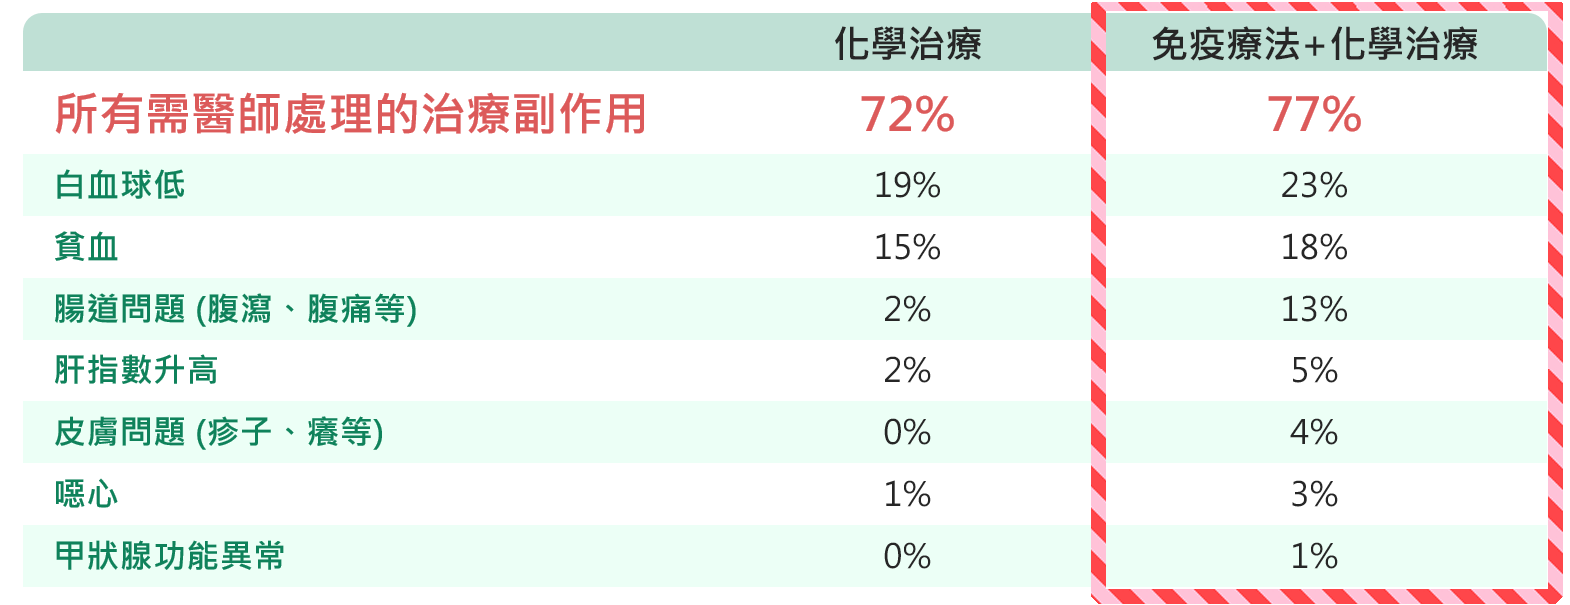 化學治療 免疫療法+化學治療
所有需醫師處理的治療副作用 72% 77%
白血球低 19% 23%
貧血 15% 18%
腸道問題 (腹瀉、腹痛等) 2% 13%
肝指數升高 2% 5%
皮膚問題 (疹子、癢等) 0% 4%
噁心 1% 3%
甲狀腺功能異常 0% 1%